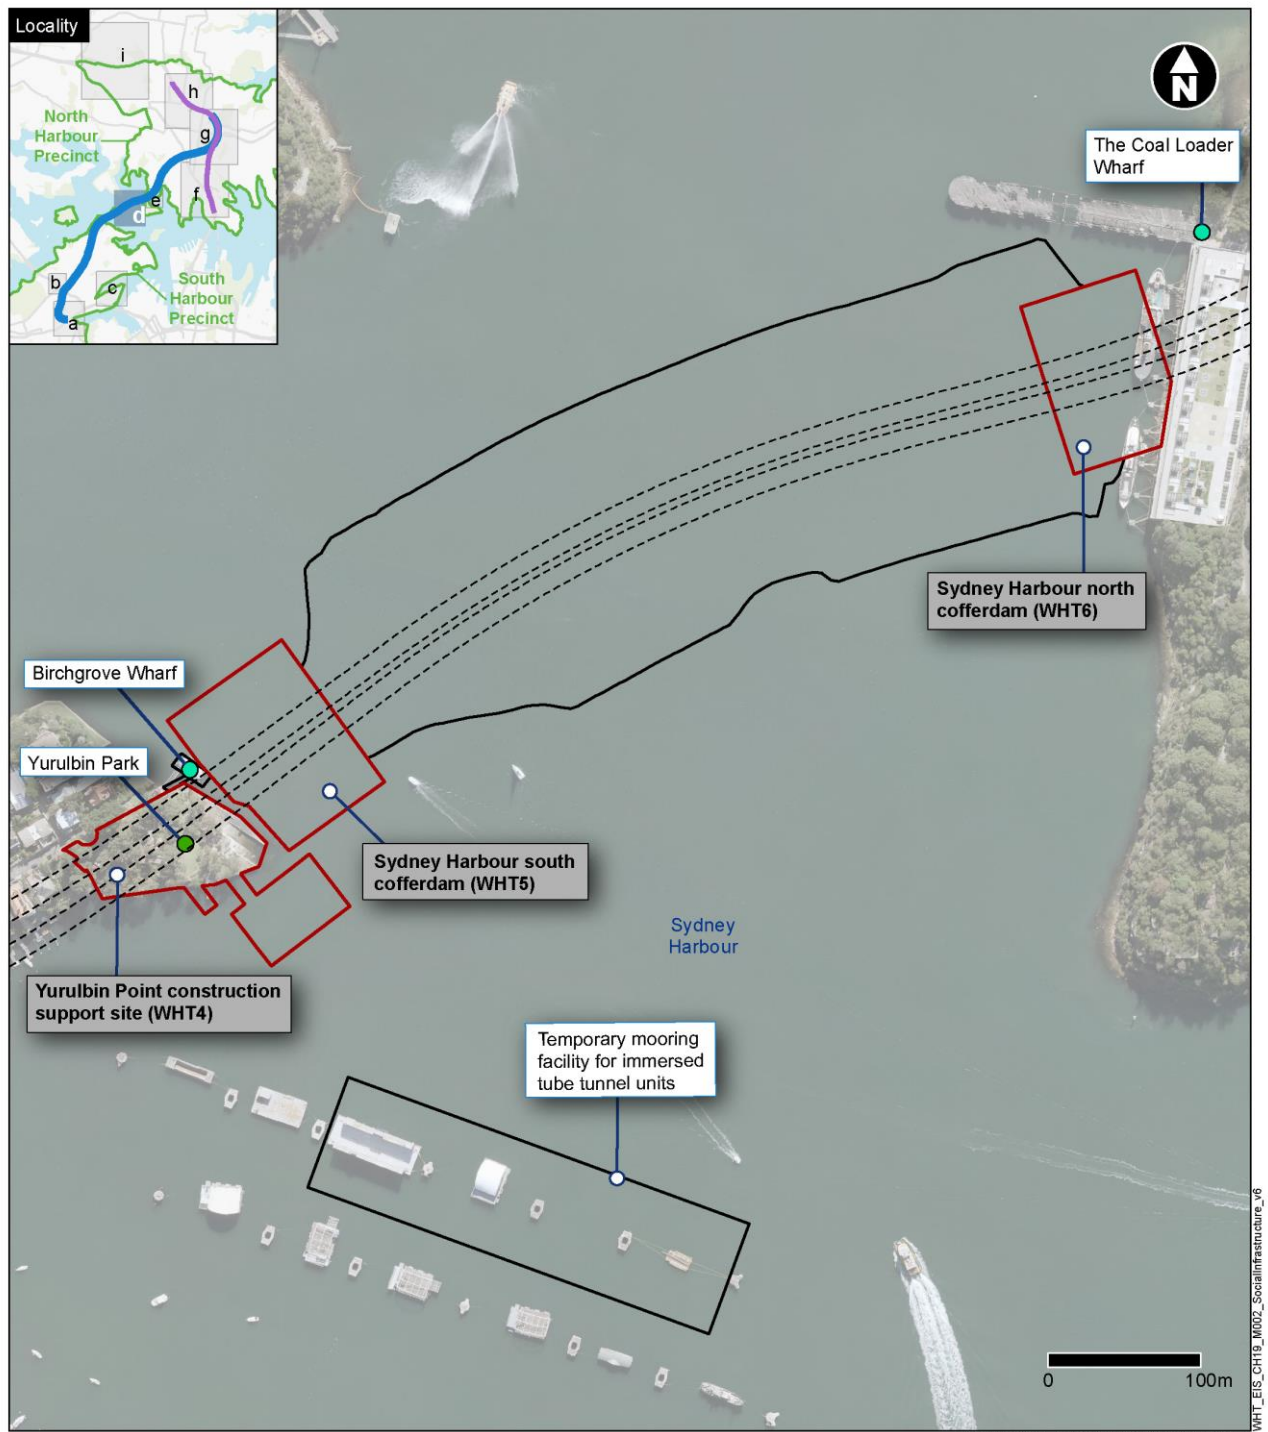 Locality
i
h
g
f
e
d
c
b
a
North
Harbour
Precinct
South
Harbour
Precinct
N
The Coal Loader
Wharf
Sydney Harbour north
cofferdam (WHT6)
Birchgrove Wharf
Yurulbin Park
Sydney Harbour south
cofferdam (WHT5)
Sydney
Harbour
Yurulbin Point construction
support site (WHT4)
Temporary mooring
facility for immersed
tube tunnel units
0 100m
WHT_EIS_CH19_M002_SocialInfrastructure_v6